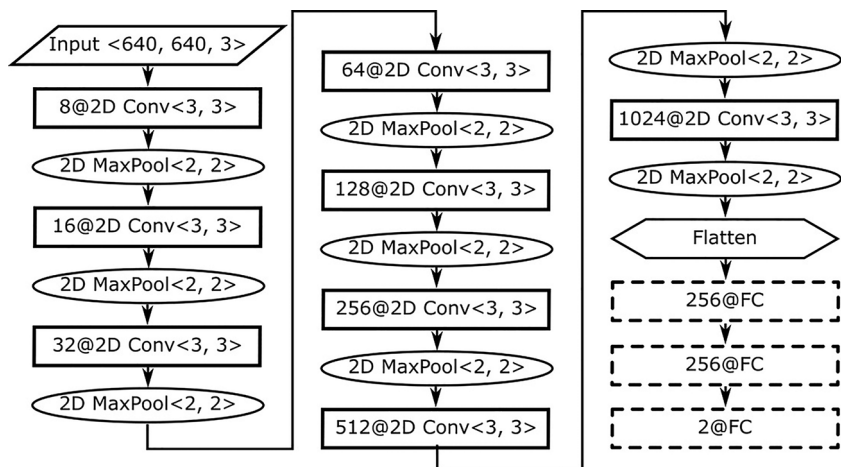 Input <640, 640, 3>
8@2D Conv<3, 3>
2D MaxPool<2, 2>
16@2D Conv<3, 3>
2D MaxPool<2, 2>
32@2D Conv<3, 3>
2D MaxPool<2, 2>
64@2D Conv<3, 3>
2D MaxPool<2, 2>
128@2D Conv<3, 3>
2D MaxPool<2, 2>
256@2D Conv<3, 3>
2D MaxPool<2, 2>
512@2D Conv<3, 3>
2D MaxPool<2, 2>
1024@2D Conv<3, 3>
2D MaxPool<2, 2>
Flatten
256@FC
256@FC
2@FC